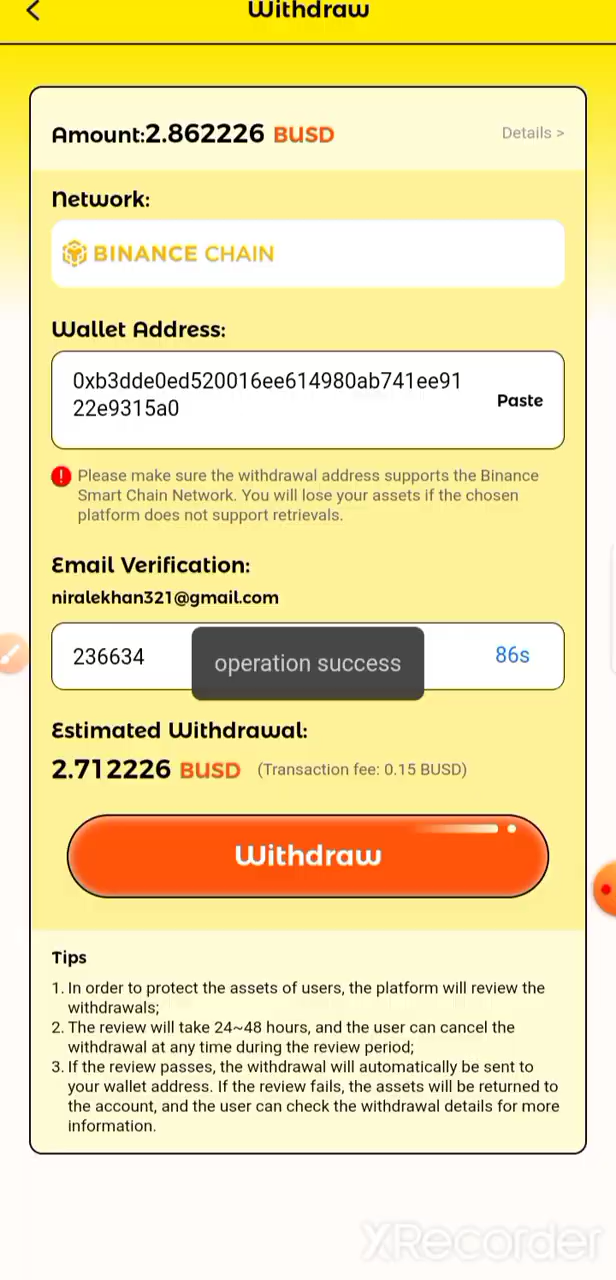 Withdraw
Amount:2.862226 BUSD
Details >
Network:
BINANCE CHAIN
Wallet Address:
0xb3dde0ed520016ee614980ab741ee91
22e9315a0
Paste
Please make sure the withdrawal address supports the Binance
Smart Chain Network. You will lose your assets if the chosen
platform does not support retrievals.
Email Verification:
niralekhan321@gmail.com
236634
operation success
86s
Estimated Withdrawal:
2.712226 BUSD (Transaction fee: 0.15 BUSD)
Withdraw
Tips
1. In order to protect the assets of users, the platform will review the
withdrawals;
2. The review will take 24~48 hours, and the user can cancel the
withdrawal at any time during the review period;
3. If the review passes, the withdrawal will automatically be sent to
your wallet address. If the review fails, the assets will be returned to
the account, and the user can check the withdrawal details for more
information.
XRecorder